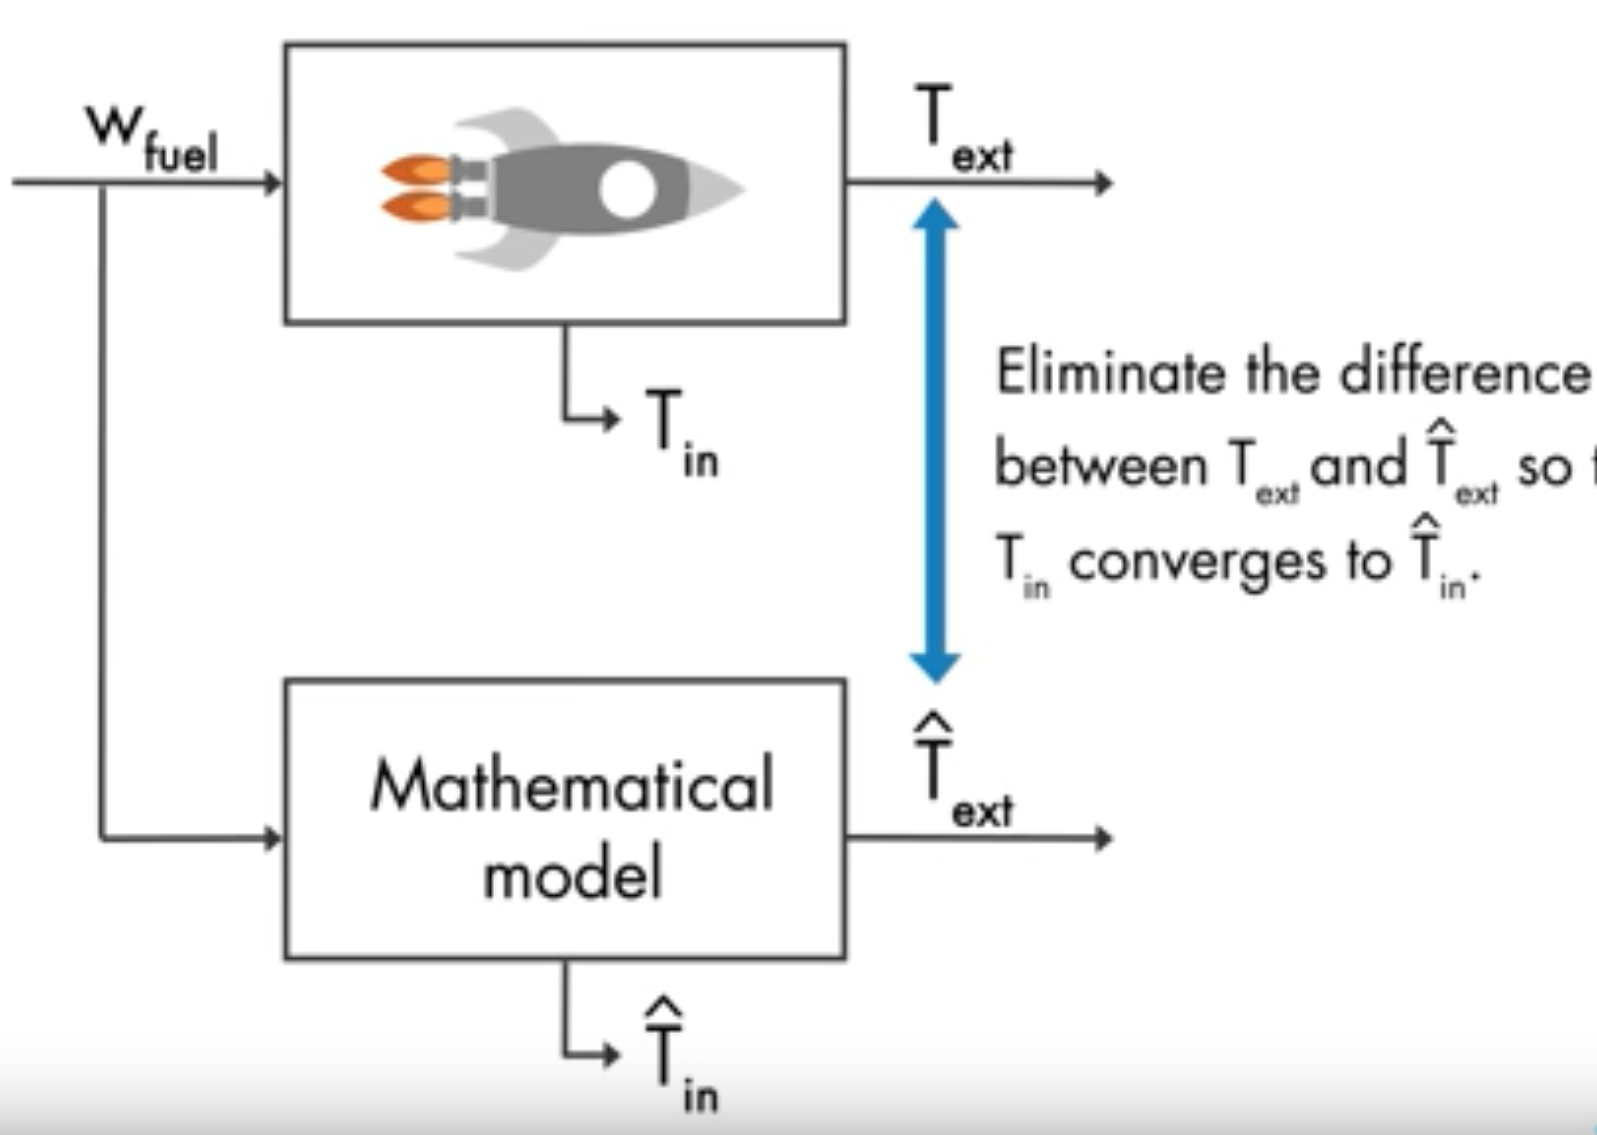 w_fuel
T_ext
T_in
Eliminate the difference
between T_ext and T̂_ext so
T_in converges to T̂_in.
T̂_ext
Mathematical
model
T̂_in